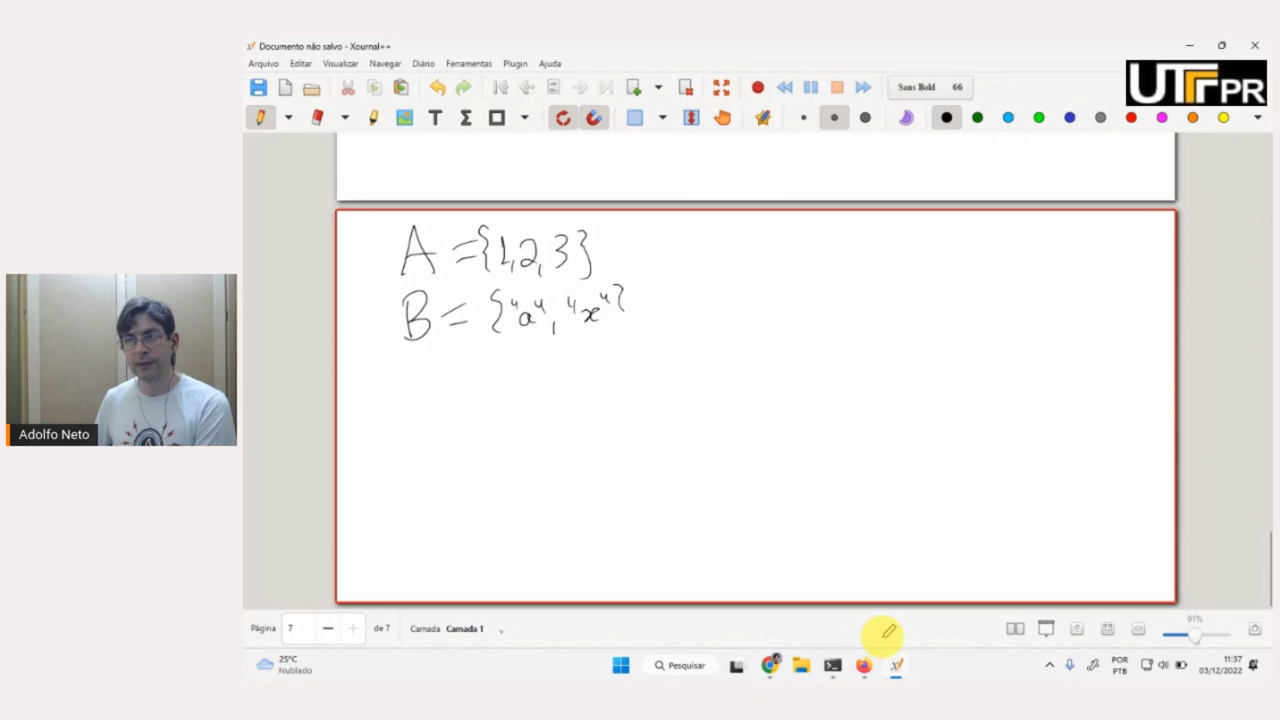 Documento não salvo - Xournal++
Arquivo Editar Visualizar Navegar Diário Ferramentas Plugin Ajuda
UTFPR
Sans Bold 66
A = {1, 2, 3}
B = {"a", "x"}
Adolfo Neto
Página 7 de 7 Camada Camada 1
91%
25°C
Nublado
Pesquisar
POR
PTB
11:37
03/12/2022